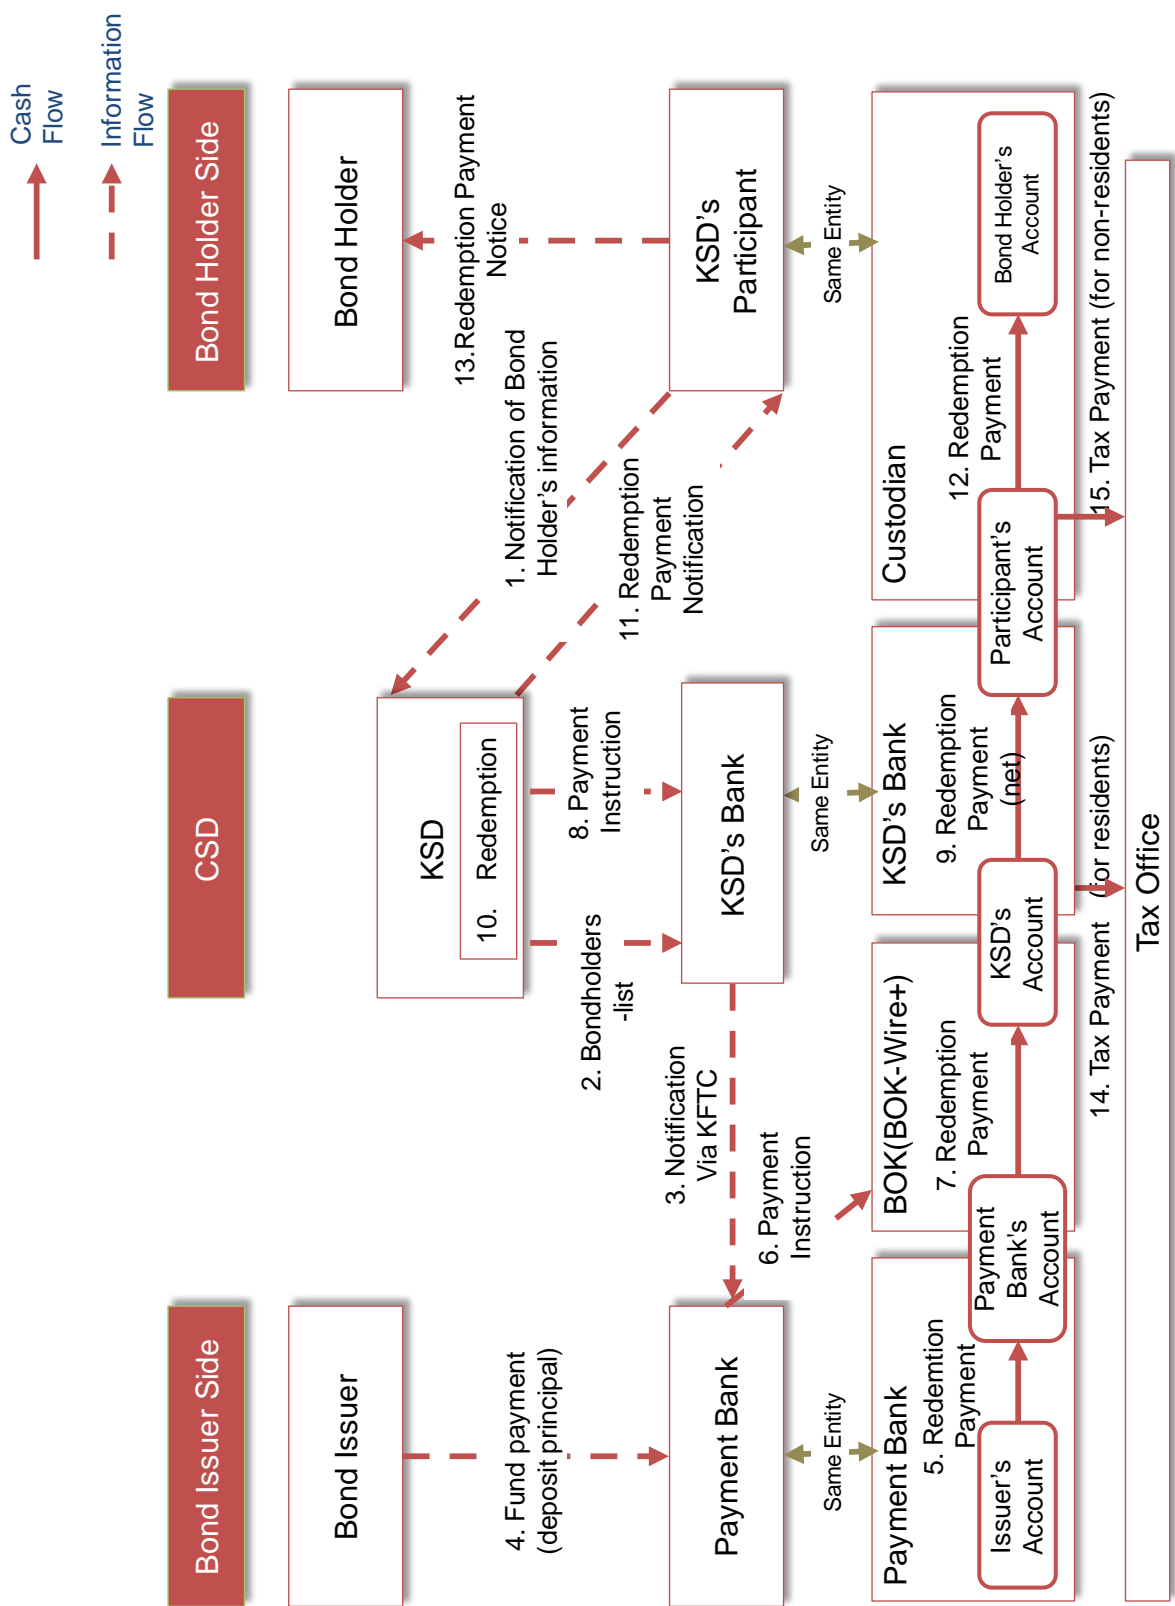 Cash
Flow
Information
Flow
Bond Issuer Side
CSD
Bond Holder Side
Bond Issuer
KSD
10. Redemption
Bond Holder
4. Fund payment
(deposit principal)
2. Bondholders
-list
8. Payment
Instruction
1. Notification of Bond
Holder's information
11. Redemption
Payment
Notification
13.Redemption Payment
Notice
Payment Bank
3. Notification
Via KFTC
KSD's Bank
KSD's
Participant
6. Payment
Instruction
Same Entity
Same Entity
Same Entity
Payment Bank
5. Redemtion
Payment
Issuer's
Account
Payment
Bank's
Account
BOK(BOK-Wire+)
7. Redemption
Payment
KSD's
Account
KSD's Bank
9. Redemption
Payment
(net)
Participant's
Account
Custodian
12. Redemption
Payment
Bond Holder's
Account
14. Tax Payment (for residents)
15. Tax Payment (for non-residents)
Tax Office